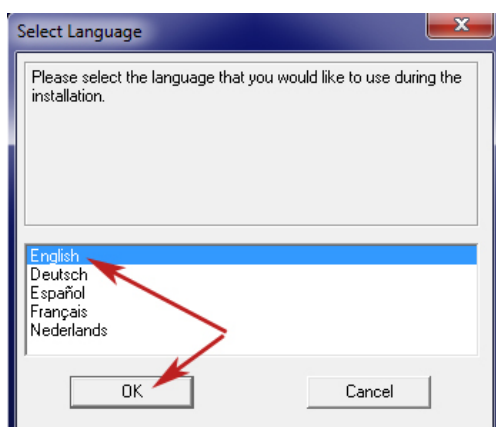 Select Language
Please select the language that you would like to use during the
installation.
English
Deutsch
Español
Français
Nederlands
OK
Cancel